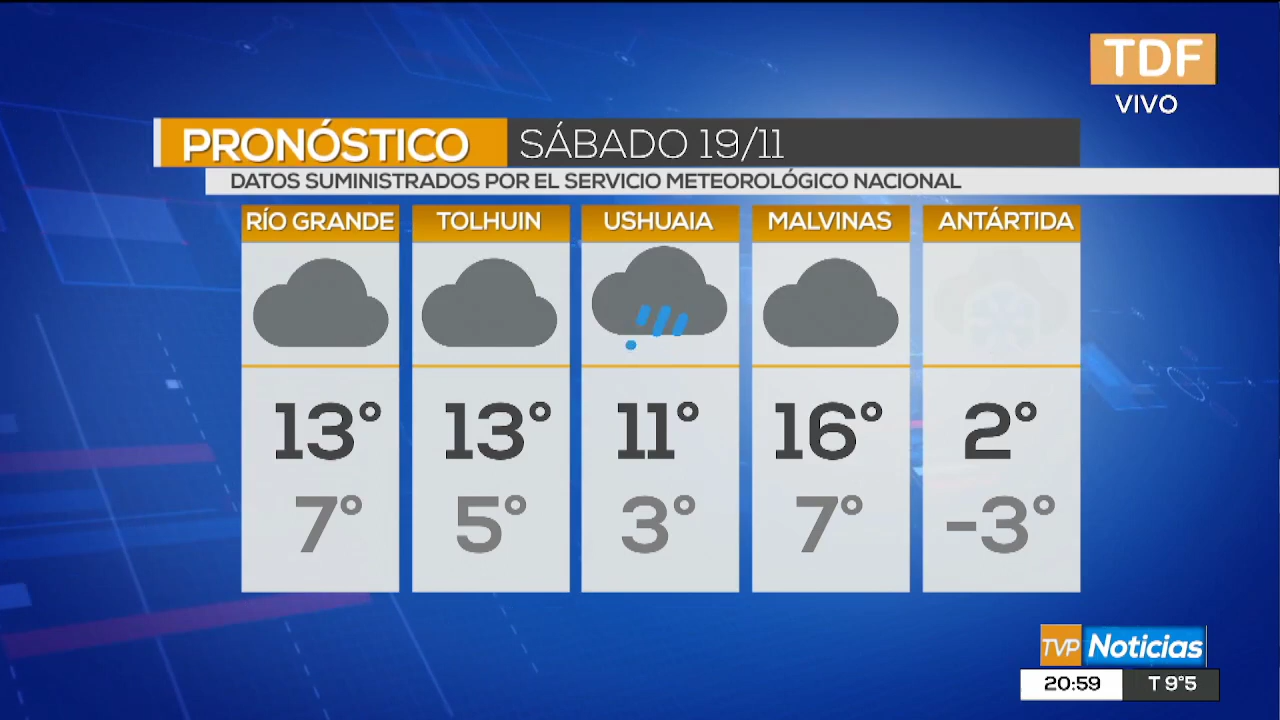 TDF
VIVO
PRONÓSTICO SÁBADO 19/11
DATOS SUMINISTRADOS POR EL SERVICIO METEOROLÓGICO NACIONAL
RÍO GRANDE TOLHUIN USHUAIA MALVINAS ANTÁRTIDA
13° 13° 11° 16° 2°
7° 5° 3° 7° -3°
TVP Noticias
20:59 T 9°5